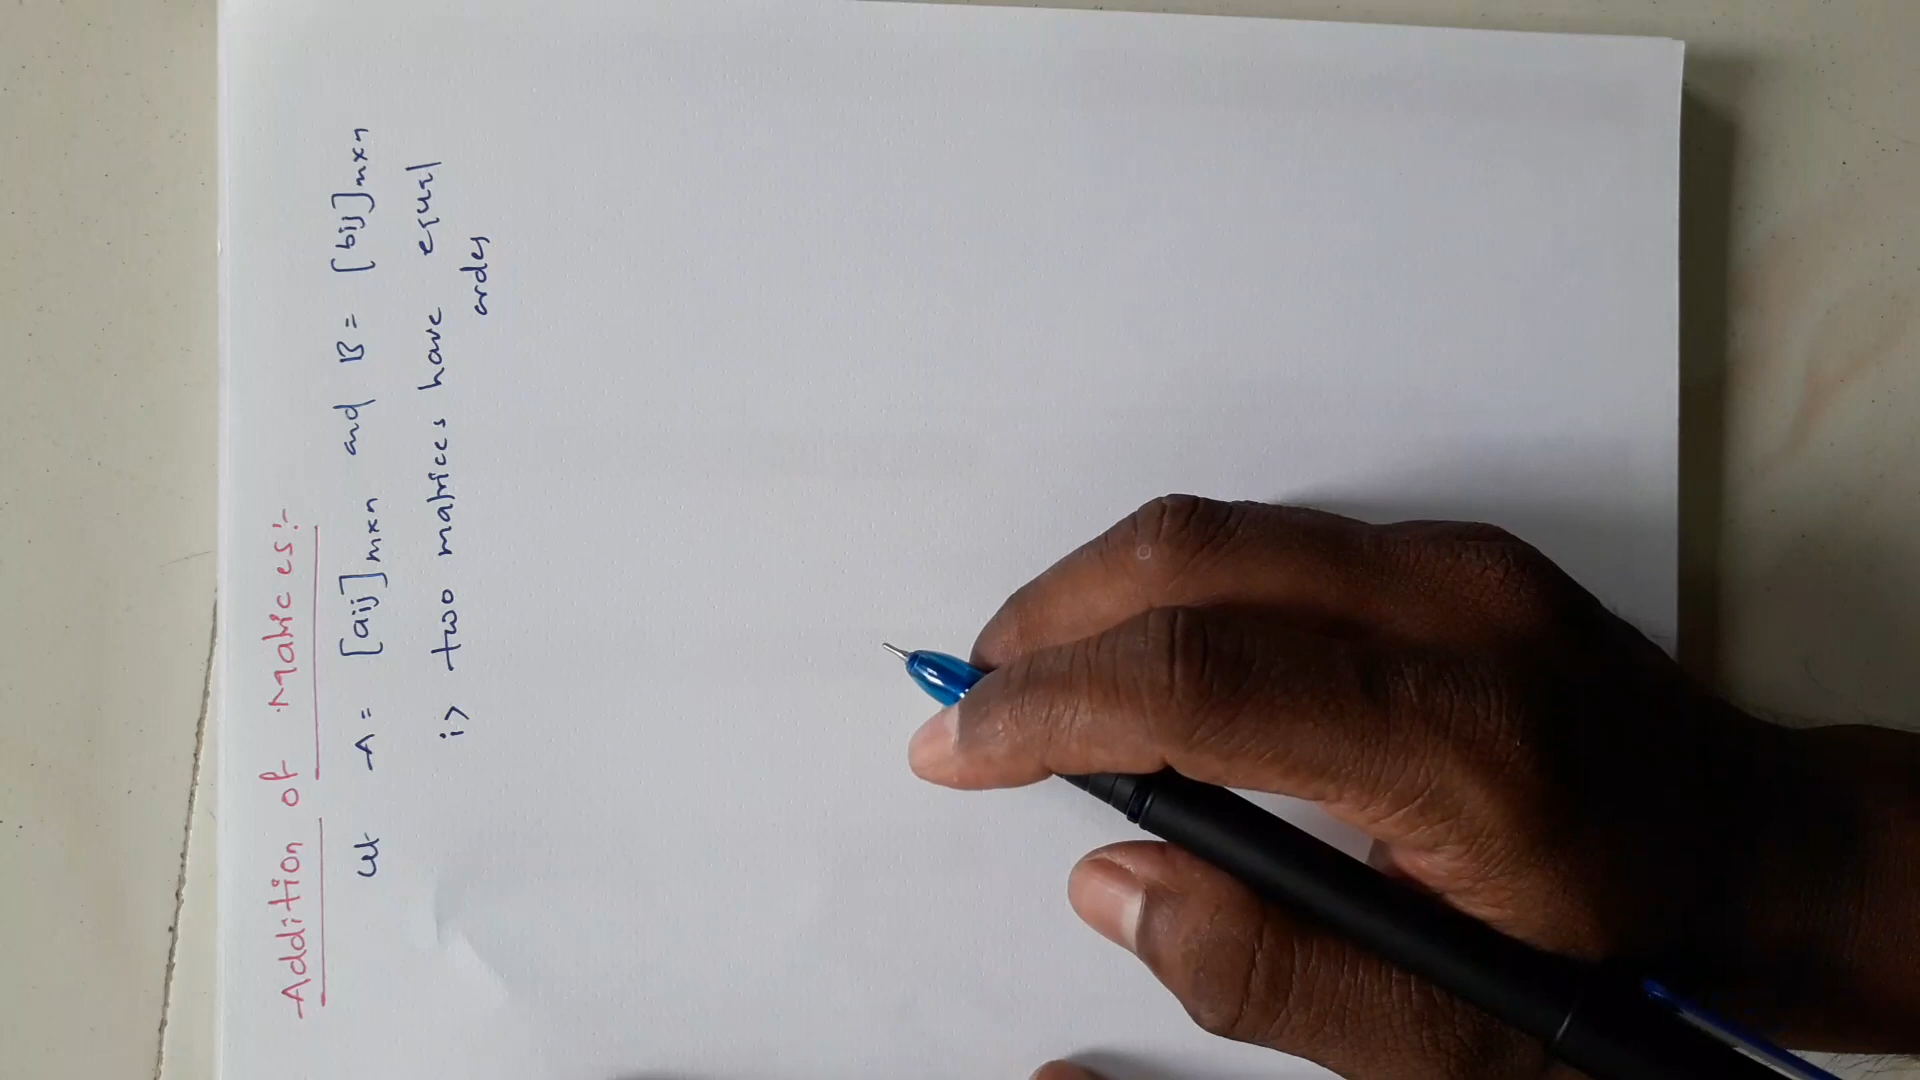 Addition of Matrices:-
Let A = [aij]mxn and B = [bij]mxn
i> two matrices have equal
order